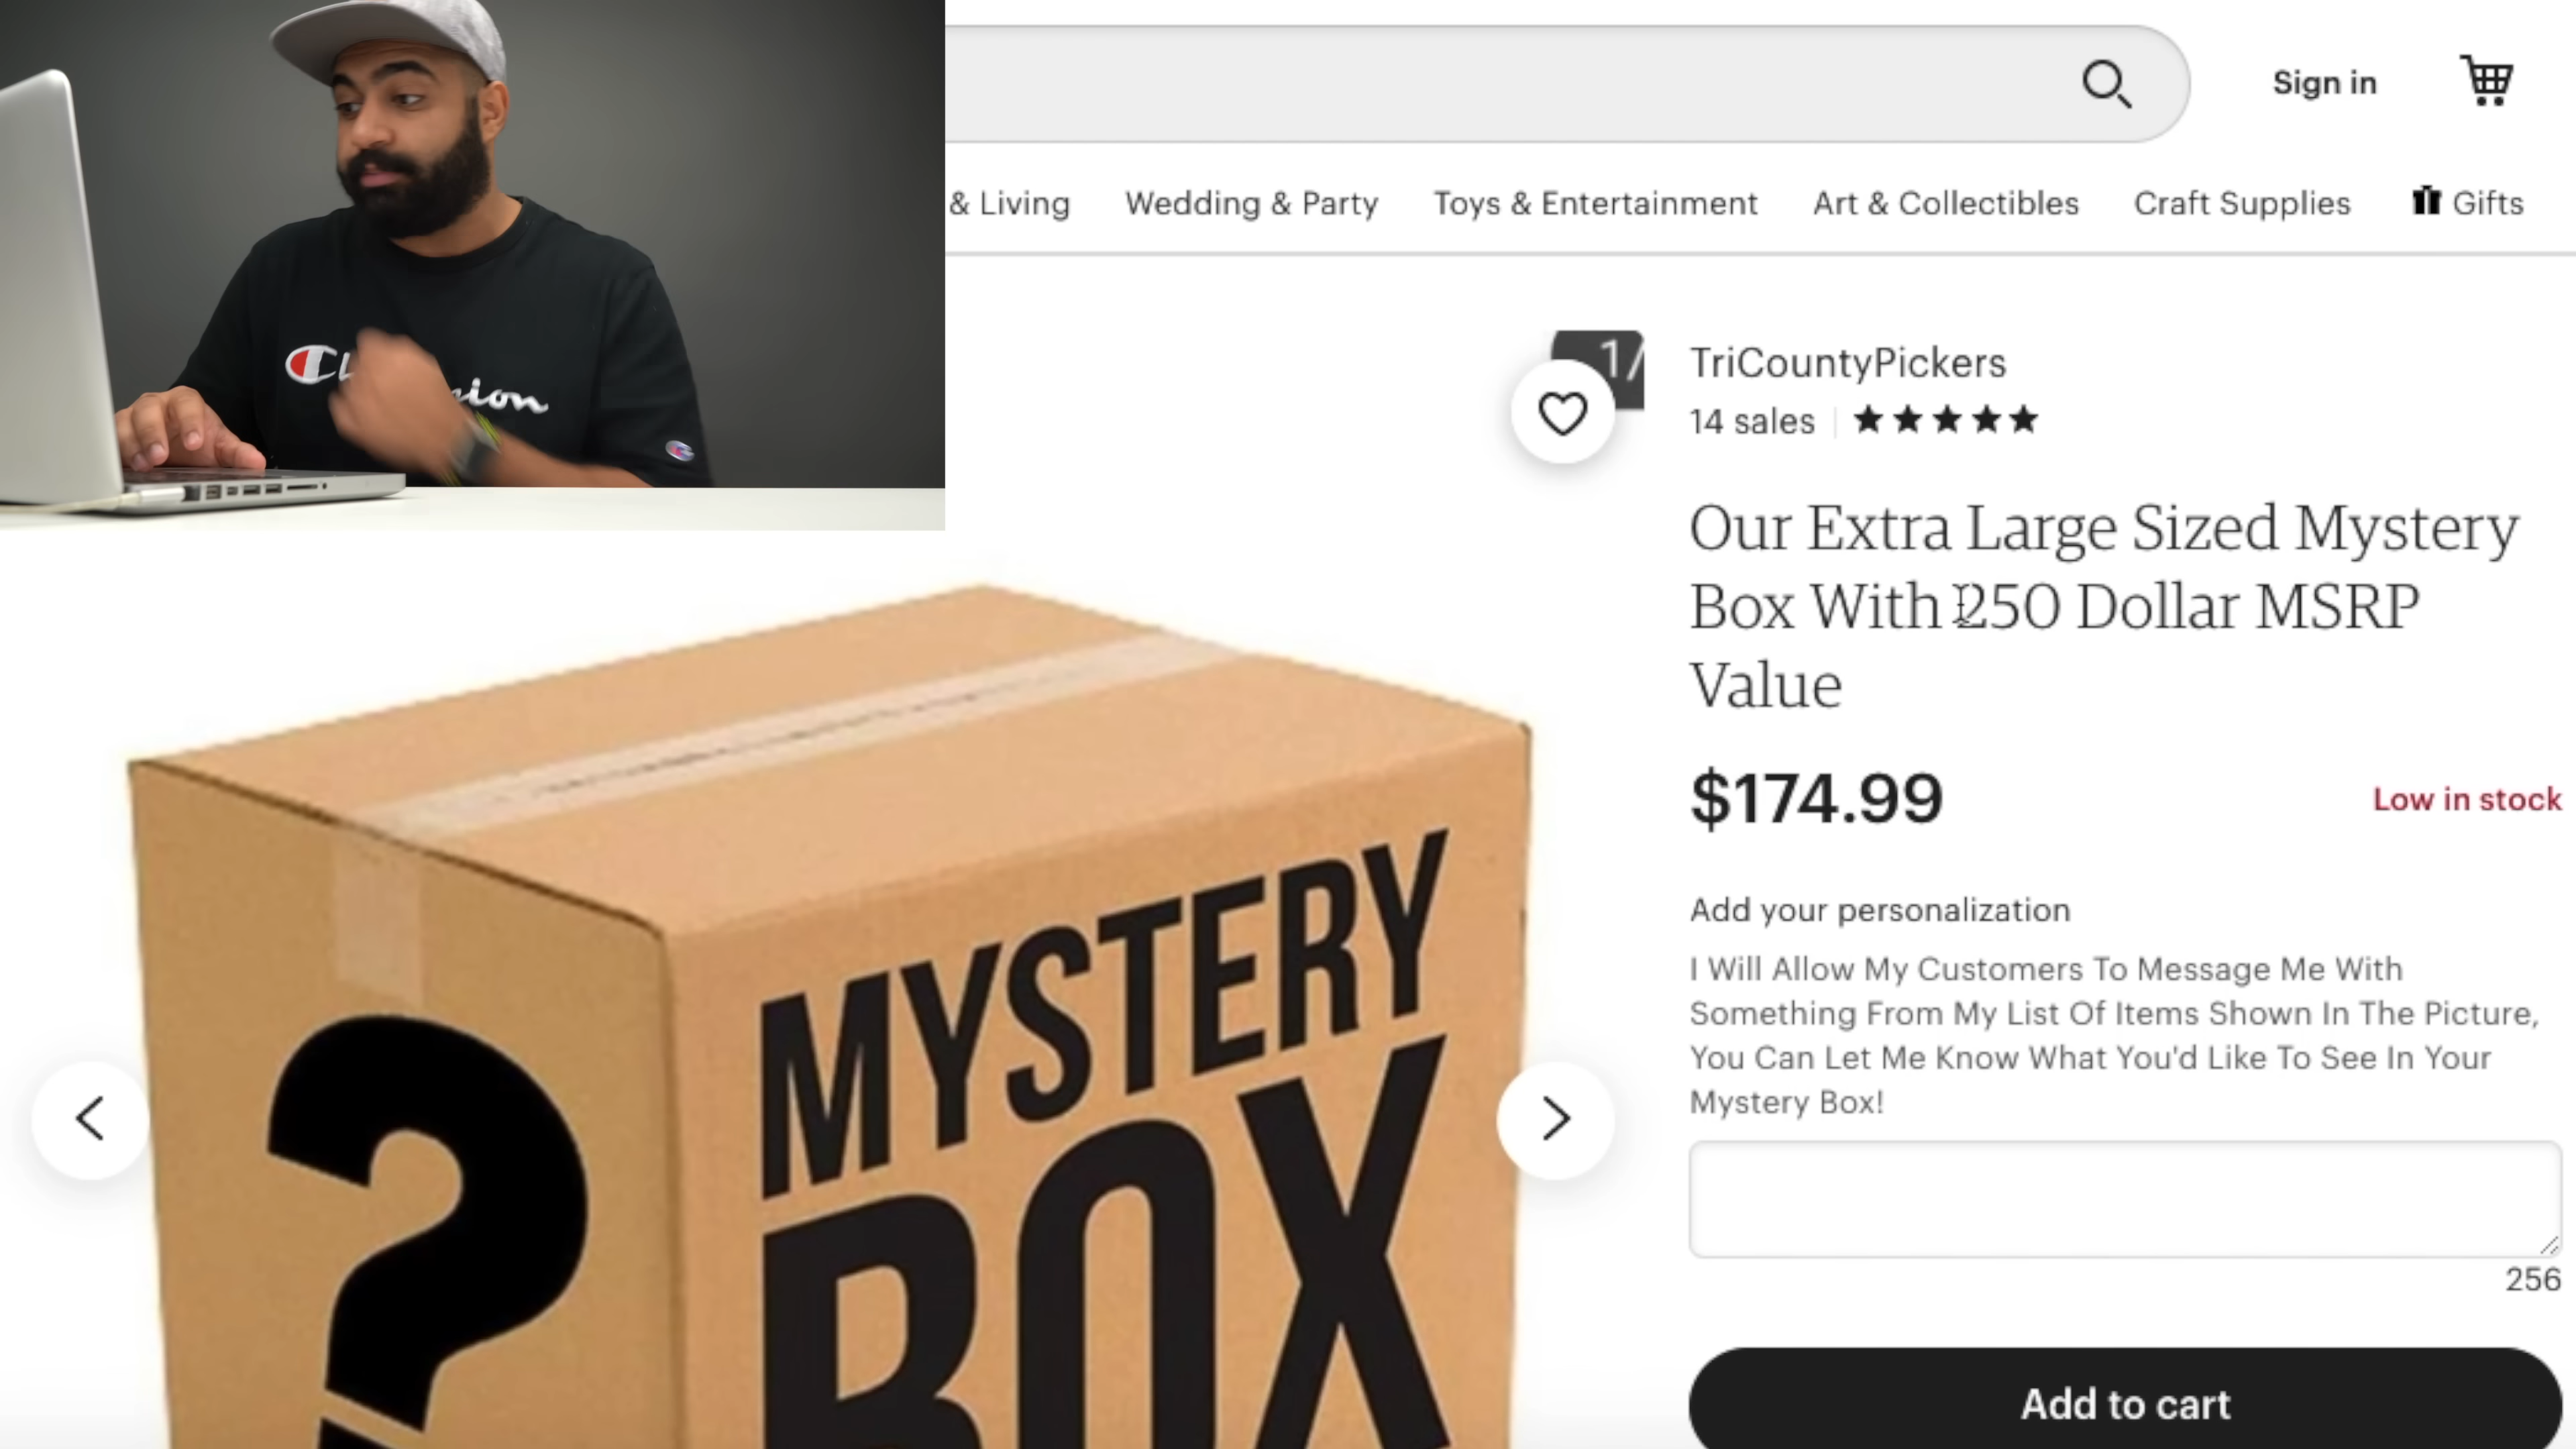 Sign in
& Living Wedding & Party Toys & Entertainment Art & Collectibles Craft Supplies Gifts
1/
TriCountyPickers
14 sales
Our Extra Large Sized Mystery
Box With 250 Dollar MSRP
Value
$174.99
Low in stock
Add your personalization
I Will Allow My Customers To Message Me With
Something From My List Of Items Shown In The Picture,
You Can Let Me Know What You'd Like To See In Your
Mystery Box!
256
Add to cart
MYSTERY
BOX
?